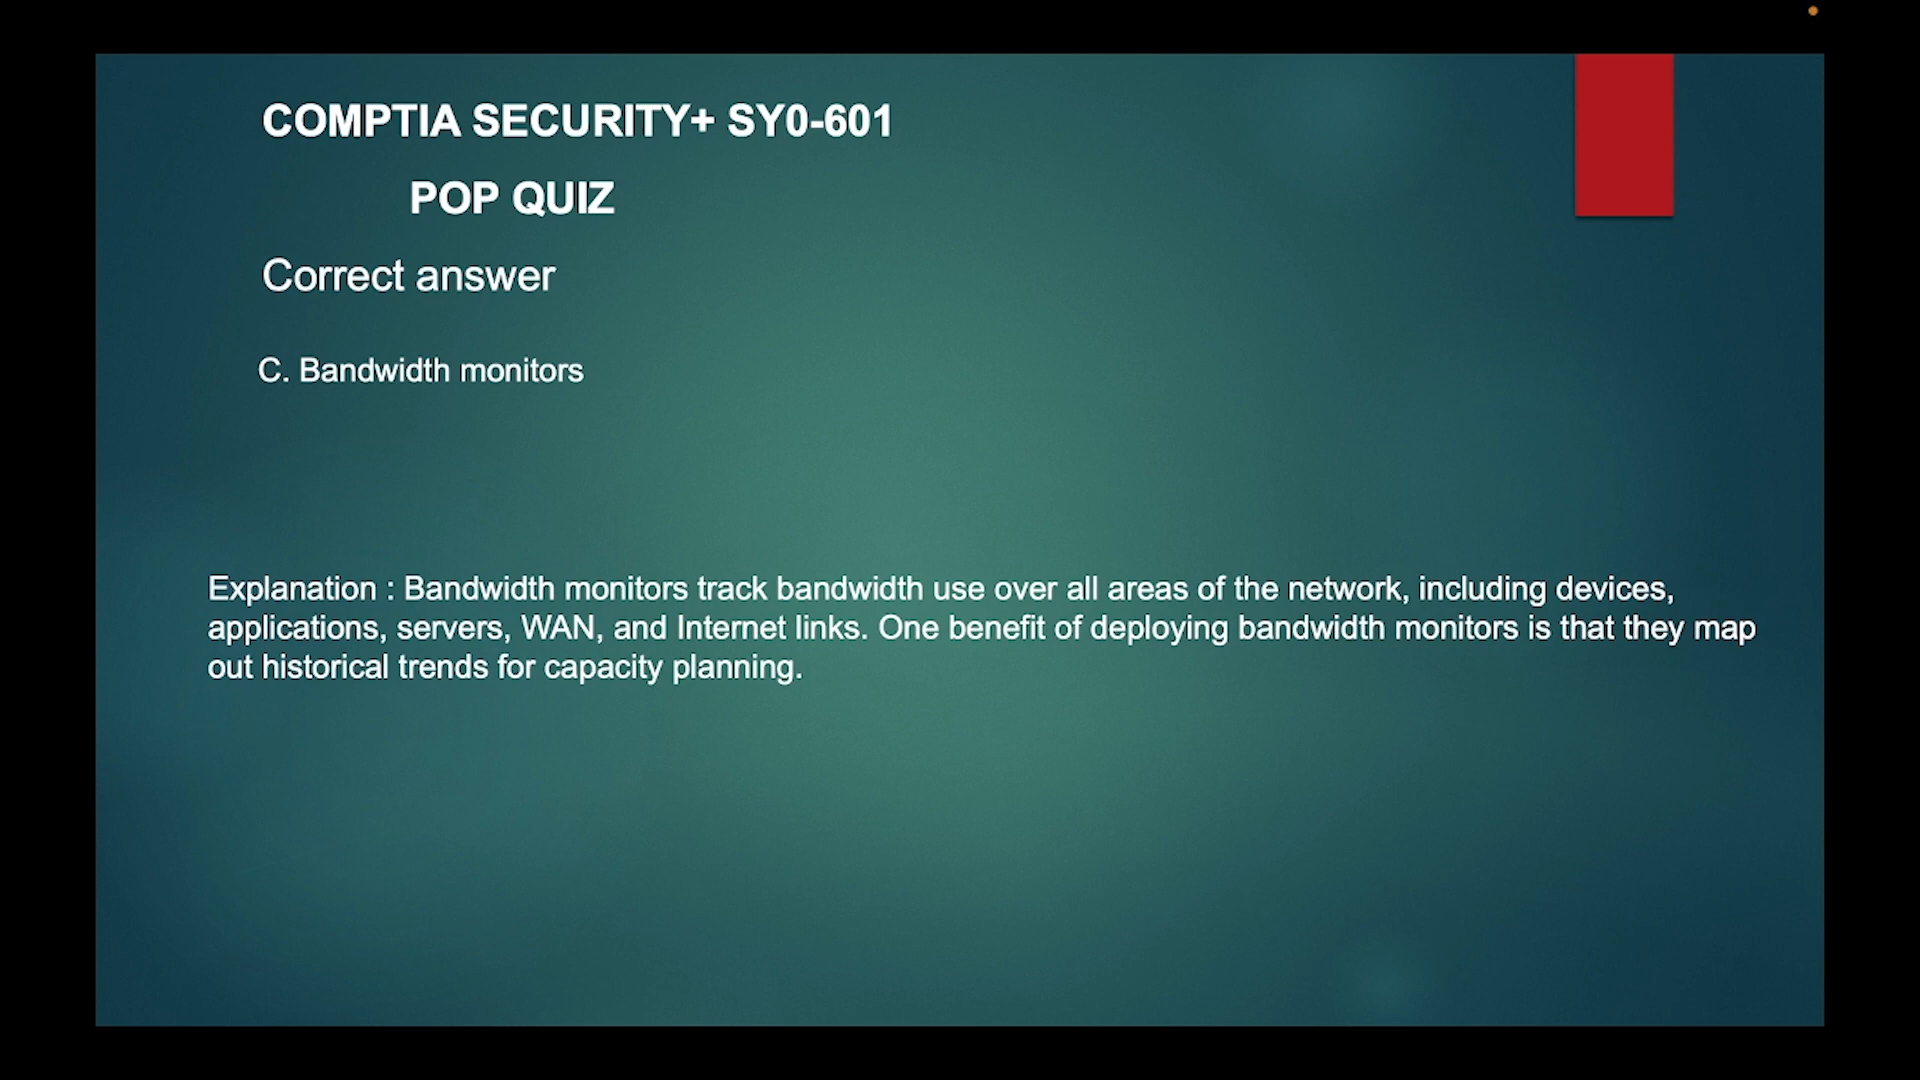 COMPTIA SECURITY+ SY0-601
POP QUIZ
Correct answer
C. Bandwidth monitors
Explanation : Bandwidth monitors track bandwidth use over all areas of the network, including devices,
applications, servers, WAN, and Internet links. One benefit of deploying bandwidth monitors is that they map
out historical trends for capacity planning.